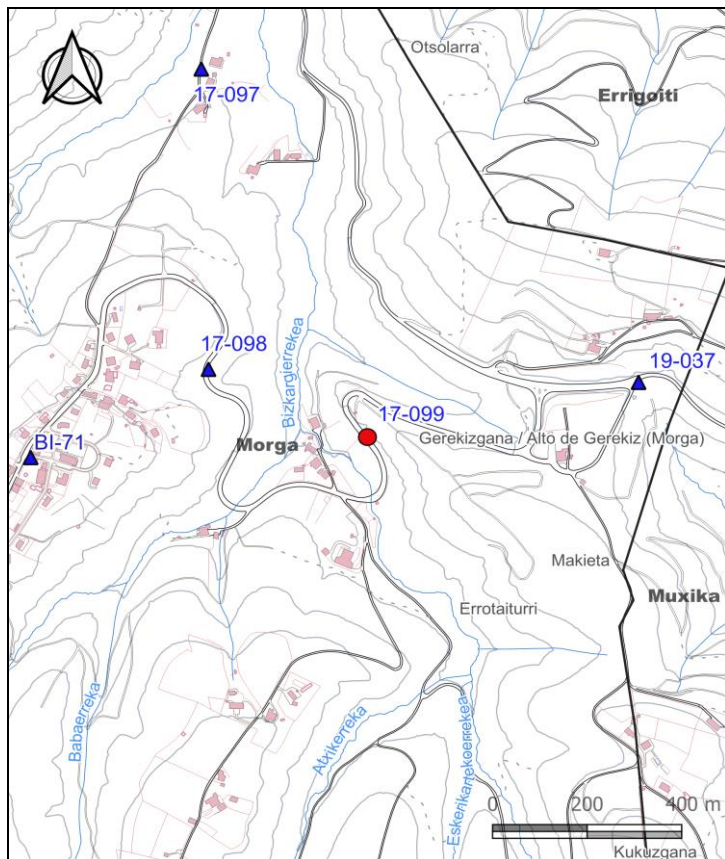 Otsolarra
17-097
Errigoiti
Bizkargierrekea
17-098
19-037
17-099
BI-71
Morga
Gerekizgana / Alto de Gerekiz (Morga)
Makieta
Muxika
Errotaiturri
Babaerreka
Atxikerreka
Eskerikartekoerrekea
0 200 400 m
Kukuzgana